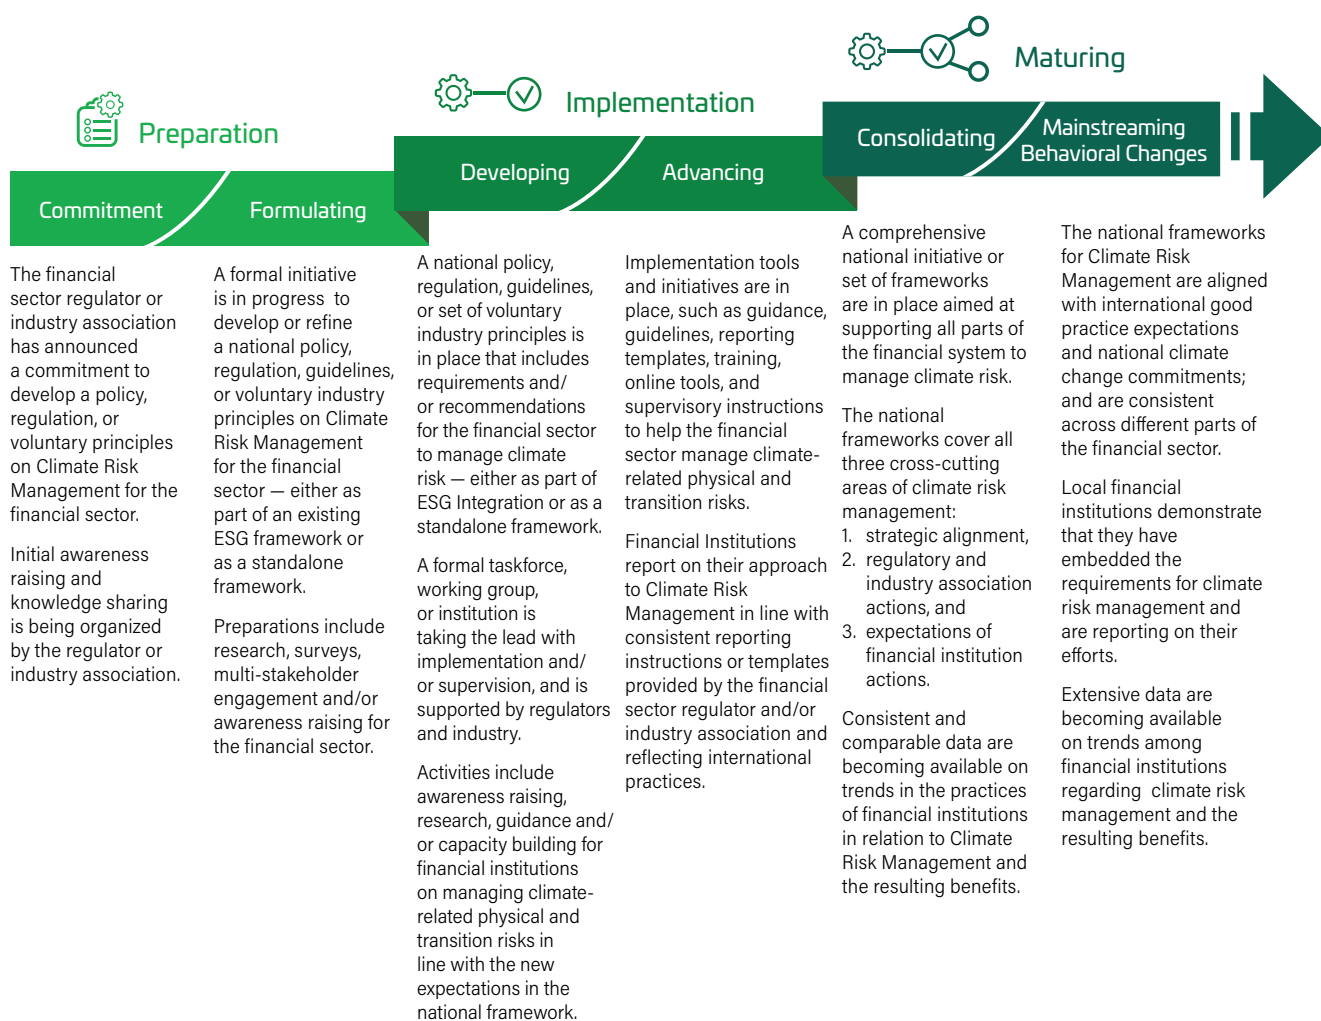 Preparation
Commitment
The financial
sector regulator or
industry association
has announced
a commitment to
develop a policy,
regulation, or
voluntary principles
on Climate Risk
Management for the
financial sector.
Initial awareness
raising and
knowledge sharing
is being organized
by the regulator or
industry association.
Formulating
A formal initiative
is in progress to
develop or refine
a national policy,
regulation, guidelines,
or voluntary industry
principles on Climate
Risk Management
for the financial
sector — either as
part of an existing
ESG framework or
as a standalone
framework.
Preparations include
research, surveys,
multi-stakeholder
engagement and/or
awareness raising for
the financial sector.
Implementation
Developing
A national policy,
regulation, guidelines,
or set of voluntary
industry principles is
in place that includes
requirements and/
or recommendations
for the financial sector
to manage climate
risk — either as part of
ESG Integration or as a
standalone framework.
A formal taskforce,
working group,
or institution is
taking the lead with
implementation and/
or supervision, and is
supported by regulators
and industry.
Activities include
awareness raising,
research, guidance and/
or capacity building for
financial institutions
on managing climate-
related physical and
transition risks in
line with the new
expectations in the
national framework.
Advancing
Implementation tools
and initiatives are in
place, such as guidance,
guidelines, reporting
templates, training,
online tools, and
supervisory instructions
to help the financial
sector manage climate-
related physical and
transition risks.
Financial Institutions
report on their approach
to Climate Risk
Management in line with
consistent reporting
instructions or templates
provided by the financial
sector regulator and/or
industry association and
reflecting international
practices.
Maturing
Consolidating
A comprehensive
national initiative or
set of frameworks
are in place aimed at
supporting all parts of
the financial system to
manage climate risk.
The national
frameworks cover all
three cross-cutting
areas of climate risk
management:
1. strategic alignment,
2. regulatory and
industry association
actions, and
3. expectations of
financial institution
actions.
Consistent and
comparable data are
becoming available on
trends in the practices
of financial institutions
in relation to Climate
Risk Management and
the resulting benefits.
Mainstreaming
Behavioral Changes
The national frameworks
for Climate Risk
Management are aligned
with international good
practice expectations
and national climate
change commitments;
and are consistent
across different parts of
the financial sector.
Local financial
institutions demonstrate
that they have
embedded the
requirements for climate
risk management and
are reporting on their
efforts.
Extensive data are
becoming available
on trends among
financial institutions
regarding climate risk
management and the
resulting benefits.